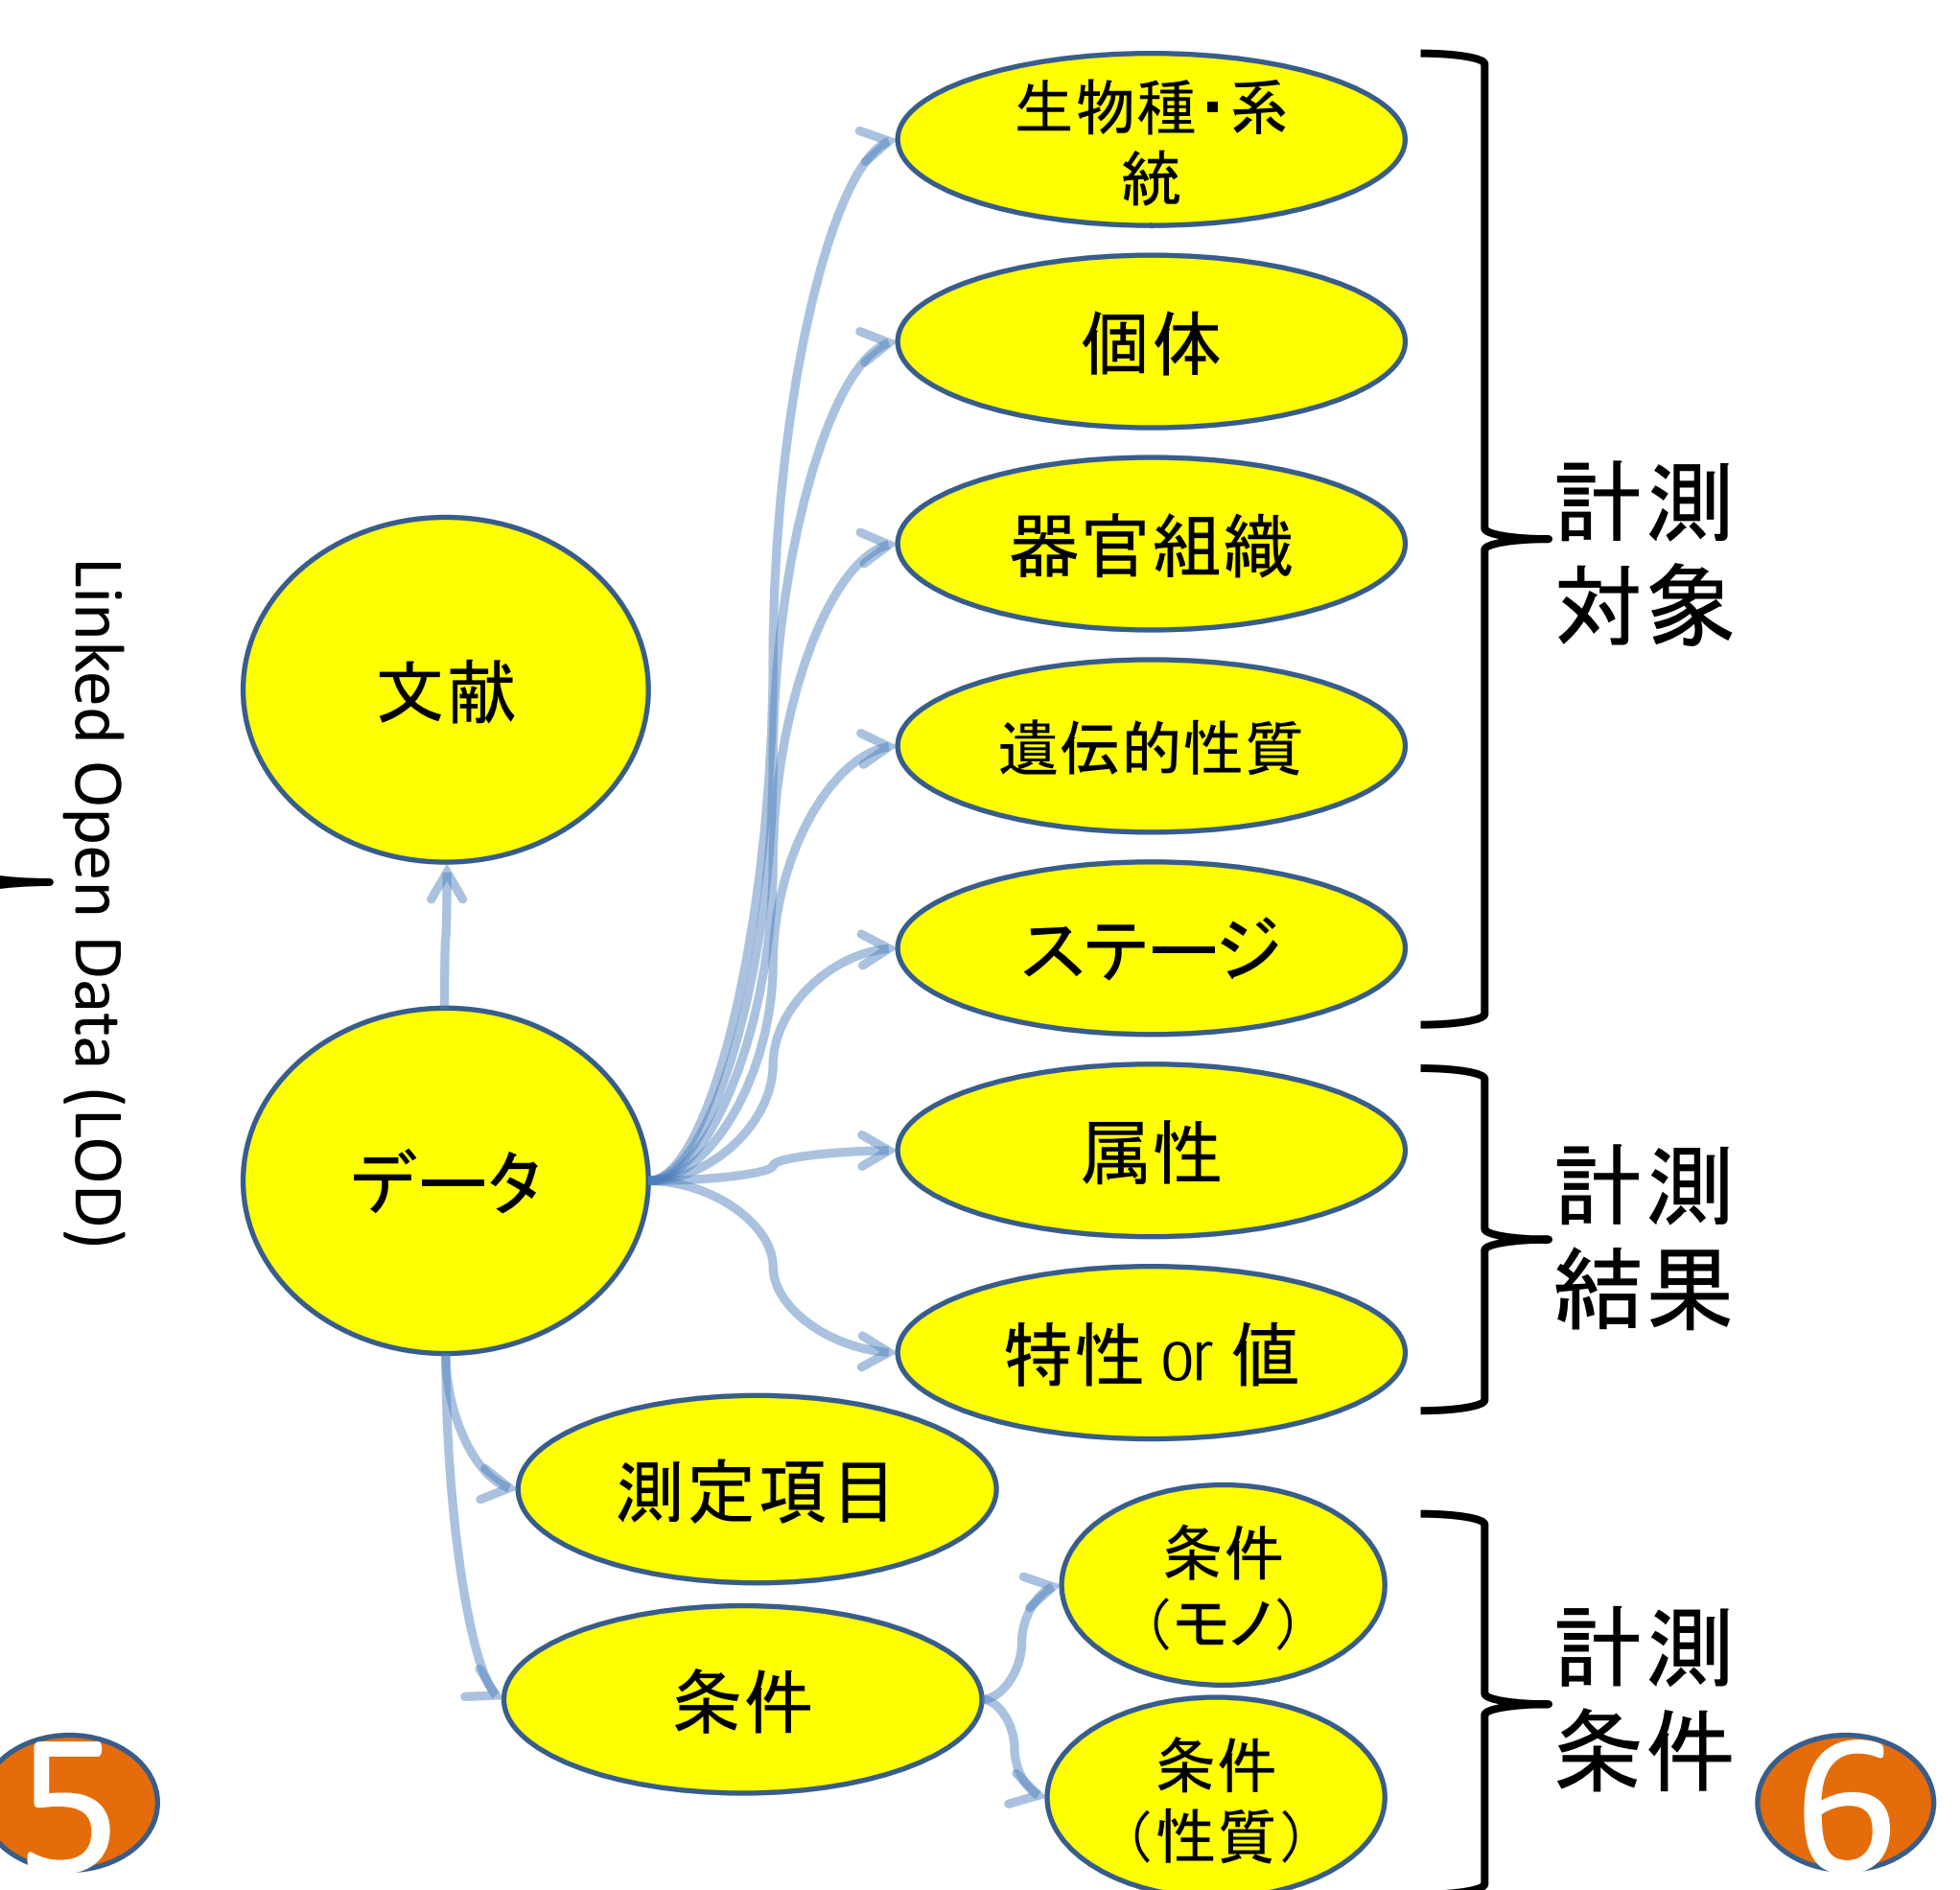 Linked Open Data (LOD)
文献
データ
生物種・系
統
個体
器官組織
遺伝的性質
ステージ
属性
特性 or 値
測定項目
条件
条件
(モノ)
条件
(性質)
計測
対象
計測
結果
計測
条件
5
6